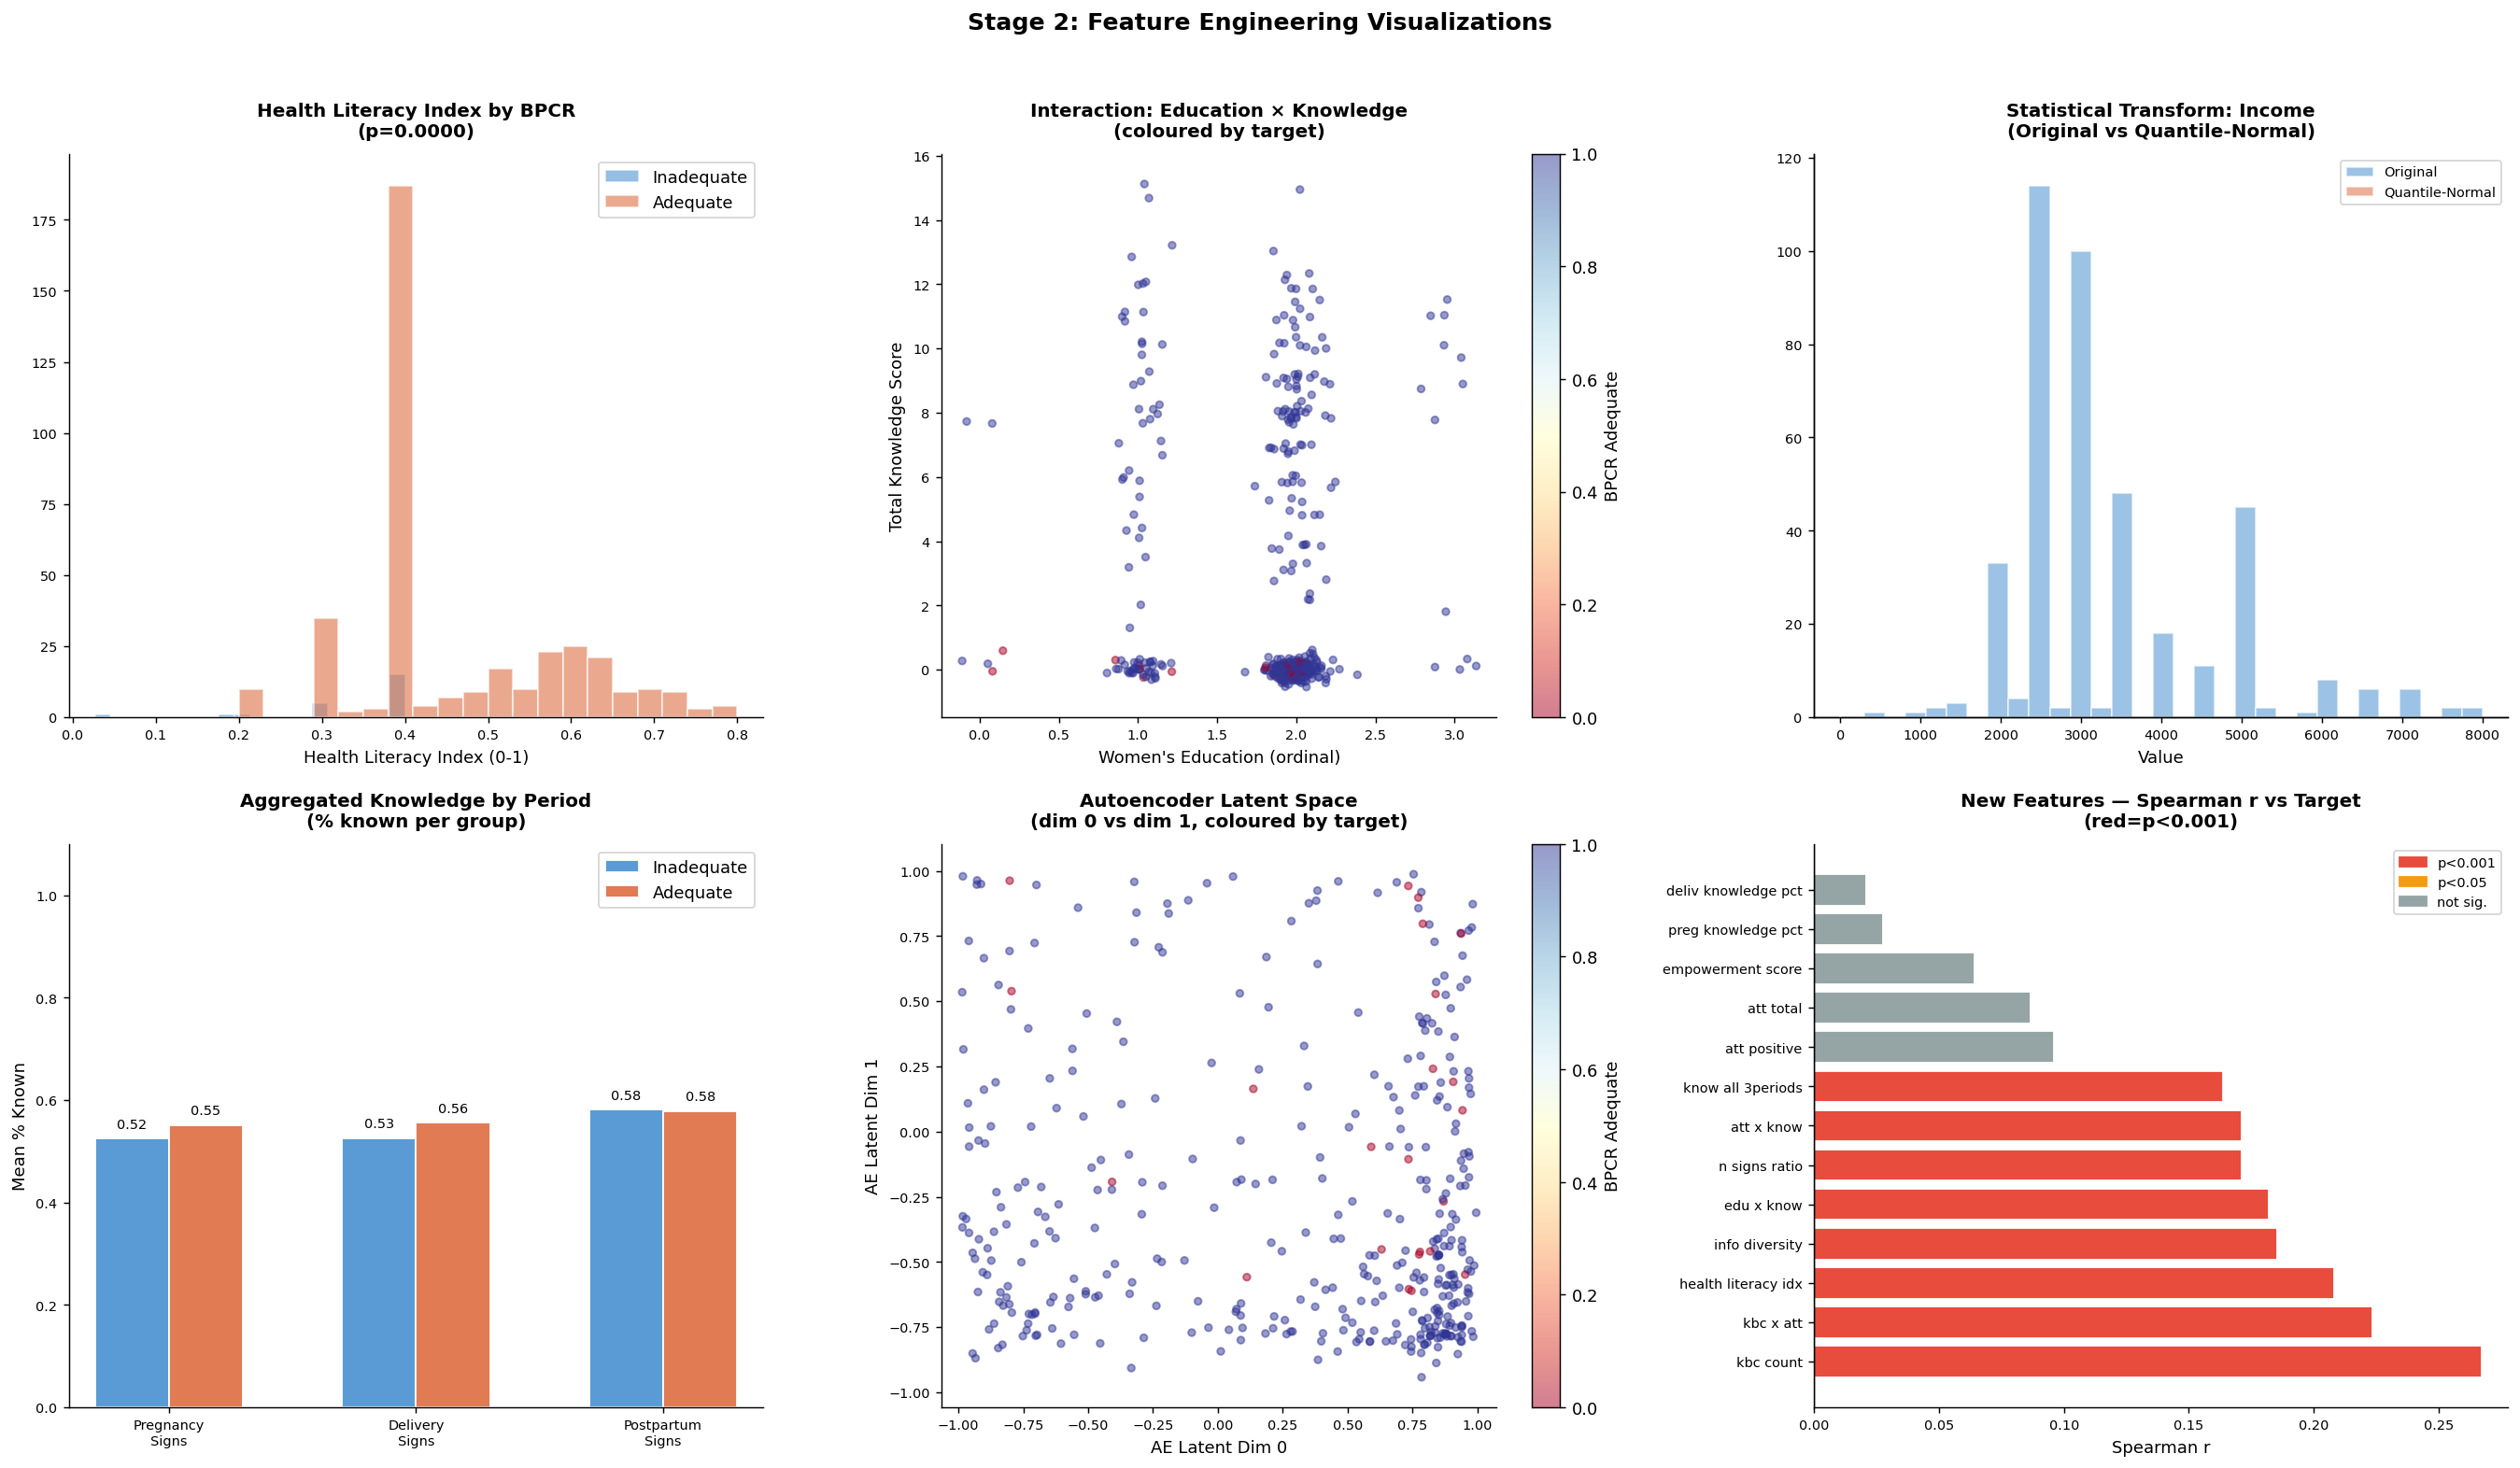 Stage 2: Feature Engineering Visualizations
Health Literacy Index by BPCR
(p=0.0000)
Inadequate
Adequate
175
150
125
100
75
50
25
0
0.0 0.1 0.2 0.3 0.4 0.5 0.6 0.7 0.8
Health Literacy Index (0-1)
Interaction: Education × Knowledge
(coloured by target)
Total Knowledge Score
16
14
12
10
8
6
4
2
0
0.0 0.5 1.0 1.5 2.0 2.5 3.0
Women's Education (ordinal)
1.0
0.8
0.6
0.4
0.2
0.0
BPCR Adequate
Statistical Transform: Income
(Original vs Quantile-Normal)
Original
Quantile-Normal
120
100
80
60
40
20
0
0 1000 2000 3000 4000 5000 6000 7000 8000
Value
Aggregated Knowledge by Period
(% known per group)
Inadequate
Adequate
Mean % Known
1.0
0.8
0.6
0.4
0.2
0.0
0.52 0.55 0.53 0.56 0.58 0.58
Pregnancy
Signs
Delivery
Signs
Postpartum
Signs
Autoencoder Latent Space
(dim 0 vs dim 1, coloured by target)
AE Latent Dim 1
1.00
0.75
0.50
0.25
0.00
−0.25
−0.50
−0.75
−1.00
−1.00 −0.75 −0.50 −0.25 0.00 0.25 0.50 0.75 1.00
AE Latent Dim 0
1.0
0.8
0.6
0.4
0.2
0.0
BPCR Adequate
New Features — Spearman r vs Target
(red=p<0.001)
p<0.001
p<0.05
not sig.
deliv knowledge pct
preg knowledge pct
empowerment score
att total
att positive
know all 3periods
att x know
n signs ratio
edu x know
info diversity
health literacy idx
kbc x att
kbc count
0.00 0.05 0.10 0.15 0.20 0.25
Spearman r